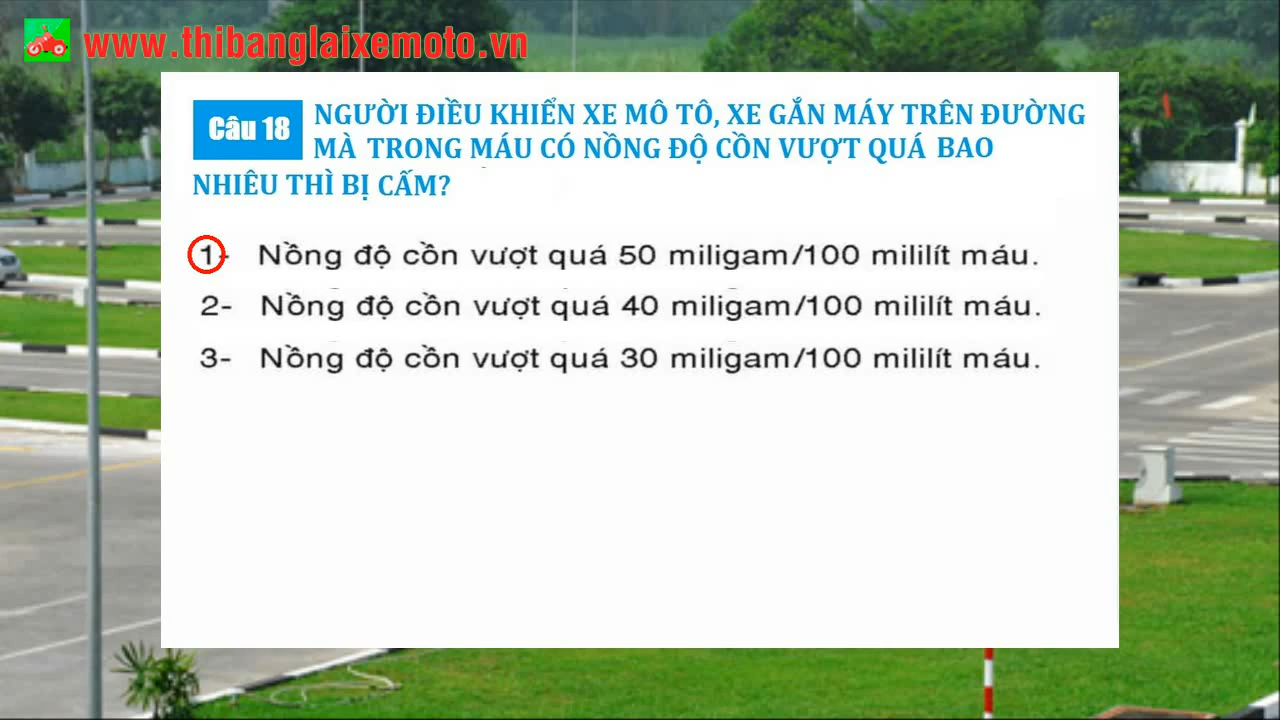 www.thibanglaixemoto.vn
Câu 18 NGƯỜI ĐIỀU KHIỂN XE MÔ TÔ, XE GẮN MÁY TRÊN ĐƯỜNG
MÀ TRONG MÁU CÓ NỒNG ĐỘ CỒN VƯỢT QUÁ BAO
NHIÊU THÌ BỊ CẤM?
1- Nồng độ cồn vượt quá 50 miligam/100 mililít máu.
2- Nồng độ cồn vượt quá 40 miligam/100 mililít máu.
3- Nồng độ cồn vượt quá 30 miligam/100 mililít máu.